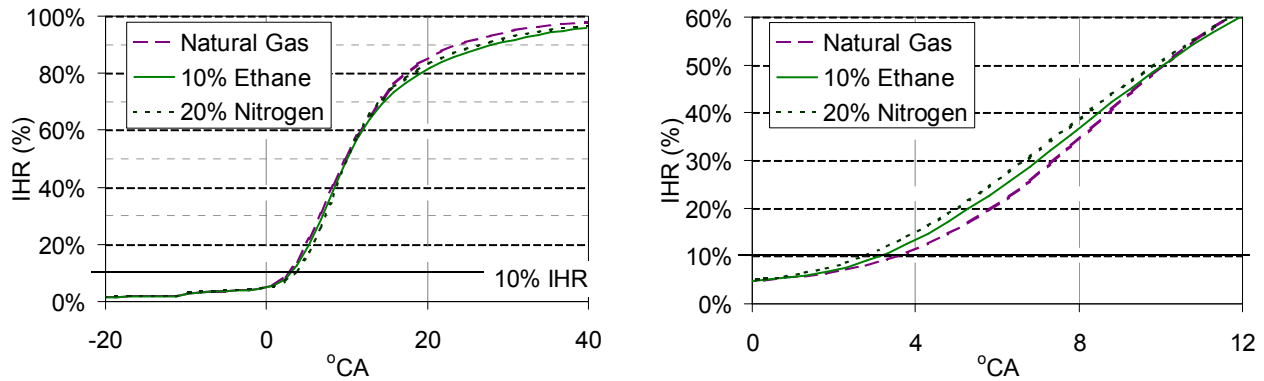 100%
80%
60%
40%
20%
0%
IHR (%)
Natural Gas
10% Ethane
20% Nitrogen
10% IHR
-20
0
20
40
°CA
60%
50%
40%
30%
20%
10%
0%
IHR (%)
Natural Gas
10% Ethane
20% Nitrogen
0
4
8
12
°CA